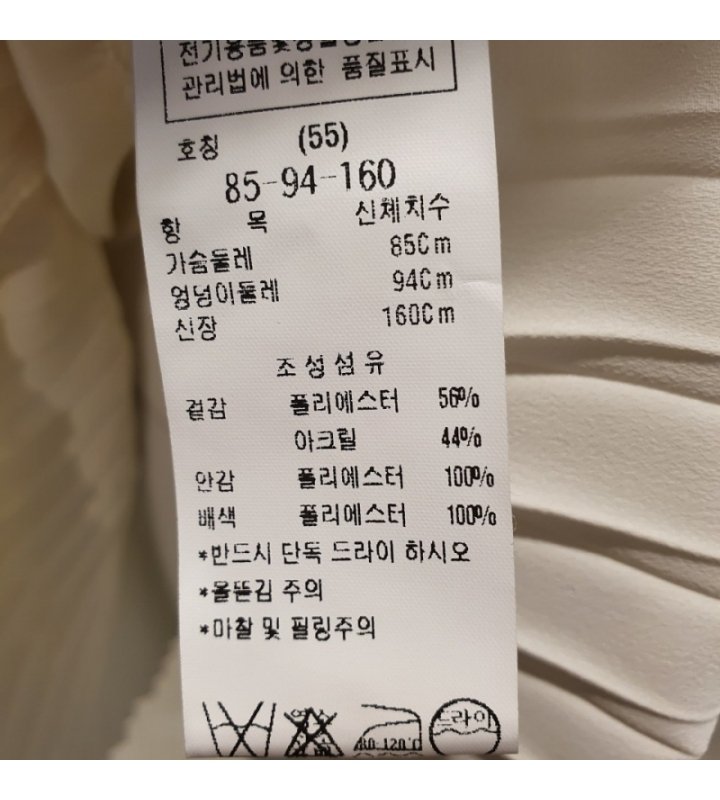 관리법에 의한 품질표시
호칭 (55)
85-94-160
항 목 신체치수
가슴둘레 85Cm
엉덩이둘레 94Cm
신장 160Cm
조성섬유
겉감 폴리에스터 56%
아크릴 44%
안감 폴리에스터 100%
배색 폴리에스터 100%
*반드시 단독 드라이 하시오
*올뜯김 주의
*마찰 및 필링주의
80-120℃
드라이